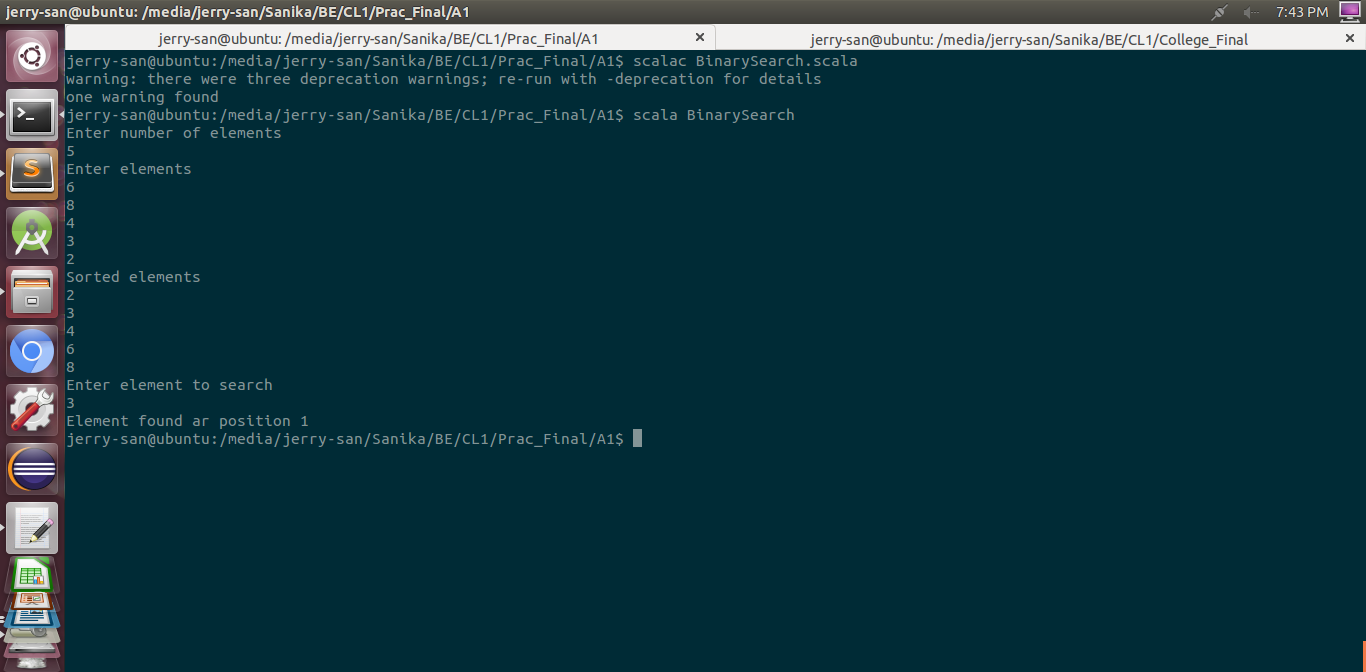 jerry-san@ubuntu: /media/jerry-san/Sanika/BE/CL1/Prac_Final/A1
7:43 PM
jerry-san@ubuntu: /media/jerry-san/Sanika/BE/CL1/Prac_Final/A1 ×
jerry-san@ubuntu: /media/jerry-san/Sanika/BE/CL1/College_Final ×
jerry-san@ubuntu:/media/jerry-san/Sanika/BE/CL1/Prac_Final/A1$ scalac BinarySearch.scala
warning: there were three deprecation warnings; re-run with -deprecation for details
one warning found
jerry-san@ubuntu:/media/jerry-san/Sanika/BE/CL1/Prac_Final/A1$ scala BinarySearch
Enter number of elements
5
Enter elements
6
8
4
3
2
Sorted elements
2
3
4
6
8
Enter element to search
3
Element found ar position 1
jerry-san@ubuntu:/media/jerry-san/Sanika/BE/CL1/Prac_Final/A1$